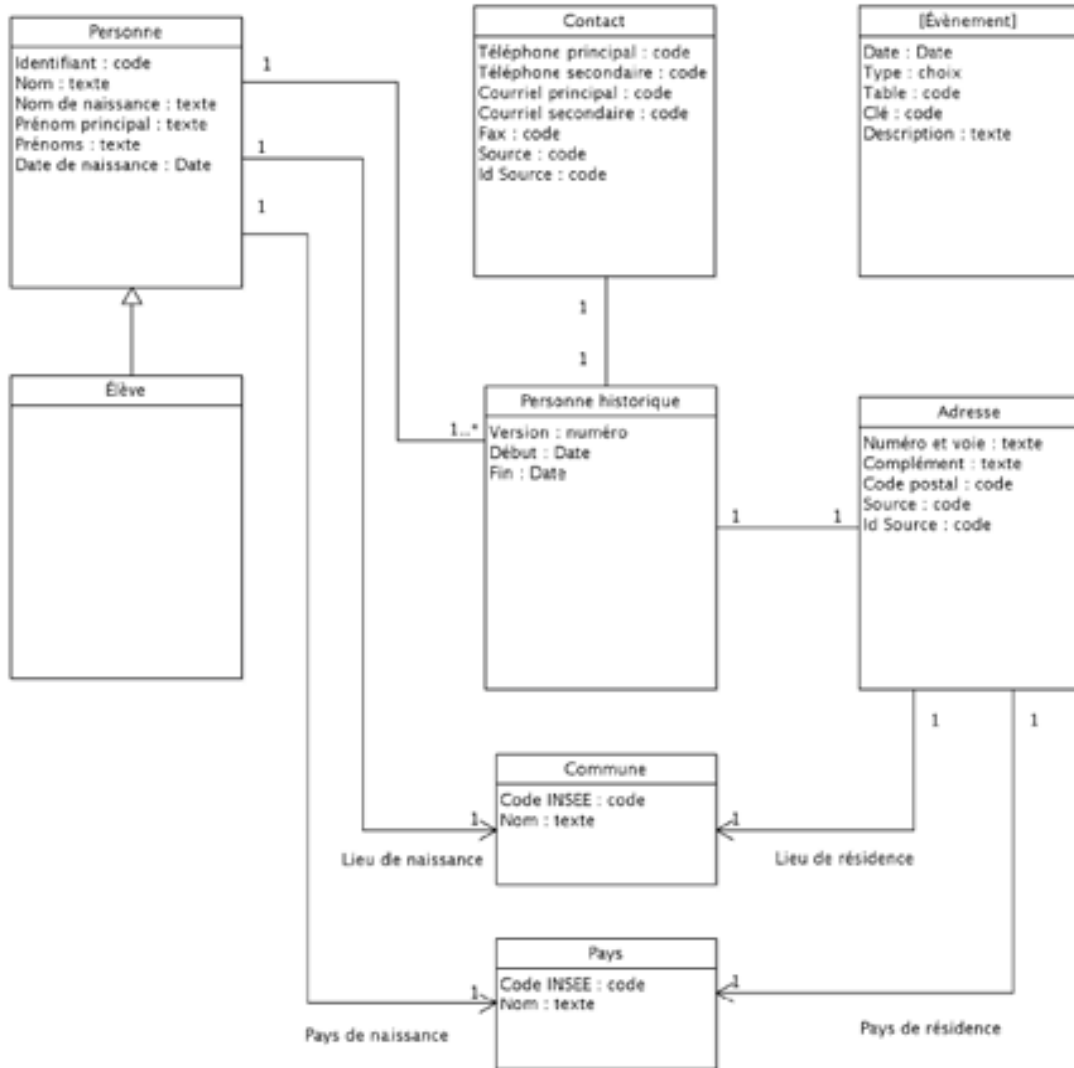 Personne
Identifiant : code
Nom : texte
Nom de naissance : texte
Prénom principal : texte
Prénoms : texte
Date de naissance : Date
1
1
1
Contact
Téléphone principal : code
Téléphone secondaire : code
Courriel principal : code
Courriel secondaire : code
Fax : code
Source : code
Id Source : code
[Évènement]
Date : Date
Type : choix
Table : code
Clé : code
Description : texte
1
1
Élève
Personne historique
1..*
Version : numéro
Début : Date
Fin : Date
1
1
Adresse
Numéro et voie : texte
Complément : texte
Code postal : code
Source : code
Id Source : code
1
1
Commune
Code INSEE : code
Nom : texte
1
1
Lieu de naissance
Lieu de résidence
Pays
Code INSEE : code
Nom : texte
1
1
Pays de naissance
Pays de résidence